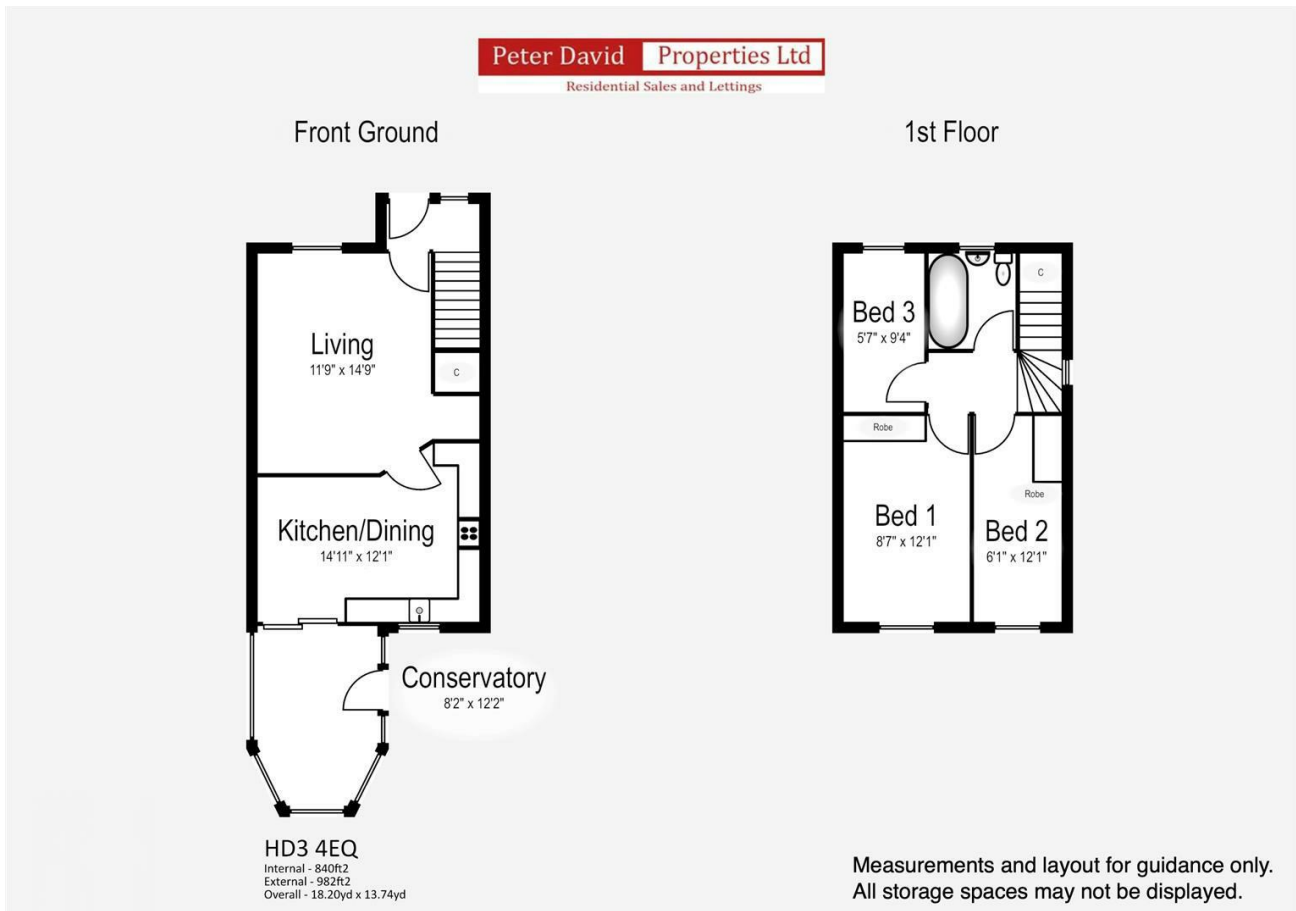 Peter David Properties Ltd
Residential Sales and Lettings
Front Ground
1st Floor
Living
11'9" x 14'9"
C
Kitchen/Dining
14'11" x 12'1"
Conservatory
8'2" x 12'2"
Bed 3
5'7" x 9'4"
C
Robe
Bed 1
8'7" x 12'1"
Robe
Bed 2
6'1" x 12'1"
HD3 4EQ
Internal - 840ft2
External - 982ft2
Overall - 18.20yd x 13.74yd
Measurements and layout for guidance only.
All storage spaces may not be displayed.